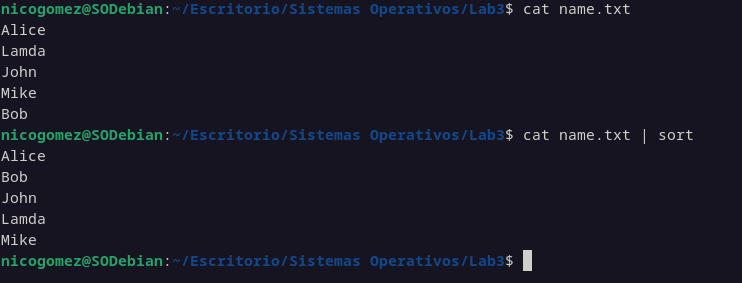 nicogomez@SODebian:~/Escritorio/Sistemas Operativos/Lab3$ cat name.txt
Alice
Lamda
John
Mike
Bob
nicogomez@SODebian:~/Escritorio/Sistemas Operativos/Lab3$ cat name.txt | sort
Alice
Bob
John
Lamda
Mike
nicogomez@SODebian:~/Escritorio/Sistemas Operativos/Lab3$